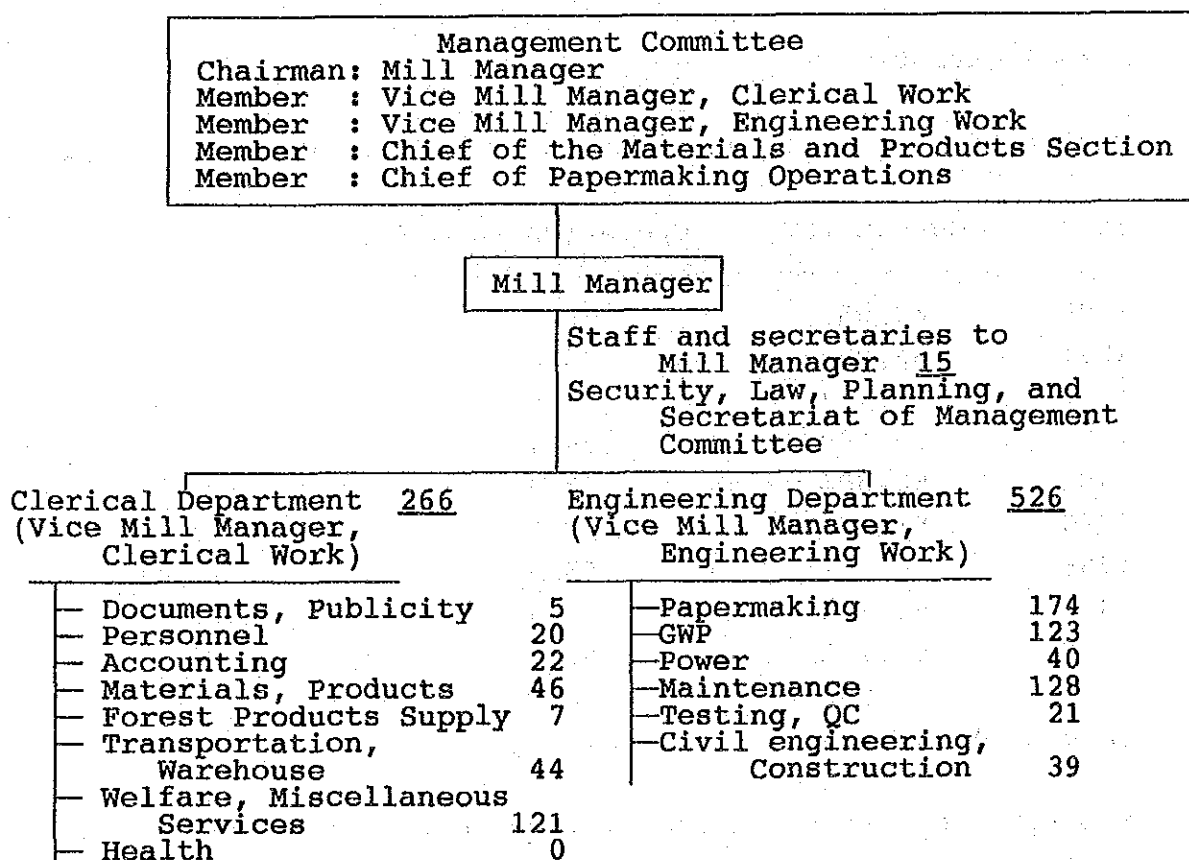 Management Committee
Chairman: Mill Manager
Member : Vice Mill Manager, Clerical Work
Member : Vice Mill Manager, Engineering Work
Member : Chief of the Materials and Products Section
Member : Chief of Papermaking Operations
Mill Manager
Staff and secretaries to
Mill Manager 15
Security, Law, Planning, and
Secretariat of Management
Committee
Clerical Department 266
(Vice Mill Manager,
Clerical Work)
Documents, Publicity 5
Personnel 20
Accounting 22
Materials, Products 46
Forest Products Supply 7
Transportation,
Warehouse 44
Welfare, Miscellaneous
Services 121
Health 0
Engineering Department 526
(Vice Mill Manager,
Engineering Work)
Papermaking 174
GWP 123
Power 40
Maintenance 128
Testing, QC 21
Civil engineering,
Construction 39